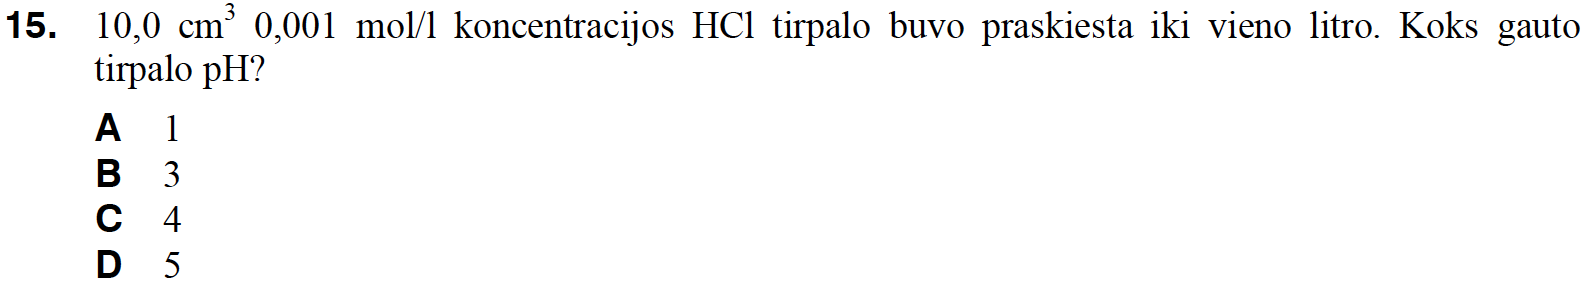 15. 10,0 cm³ 0,001 mol/l koncentracijos HCl tirpalo buvo praskiesta iki vieno litro. Koks gauto
tirpalo pH?
A 1
B 3
C 4
D 5